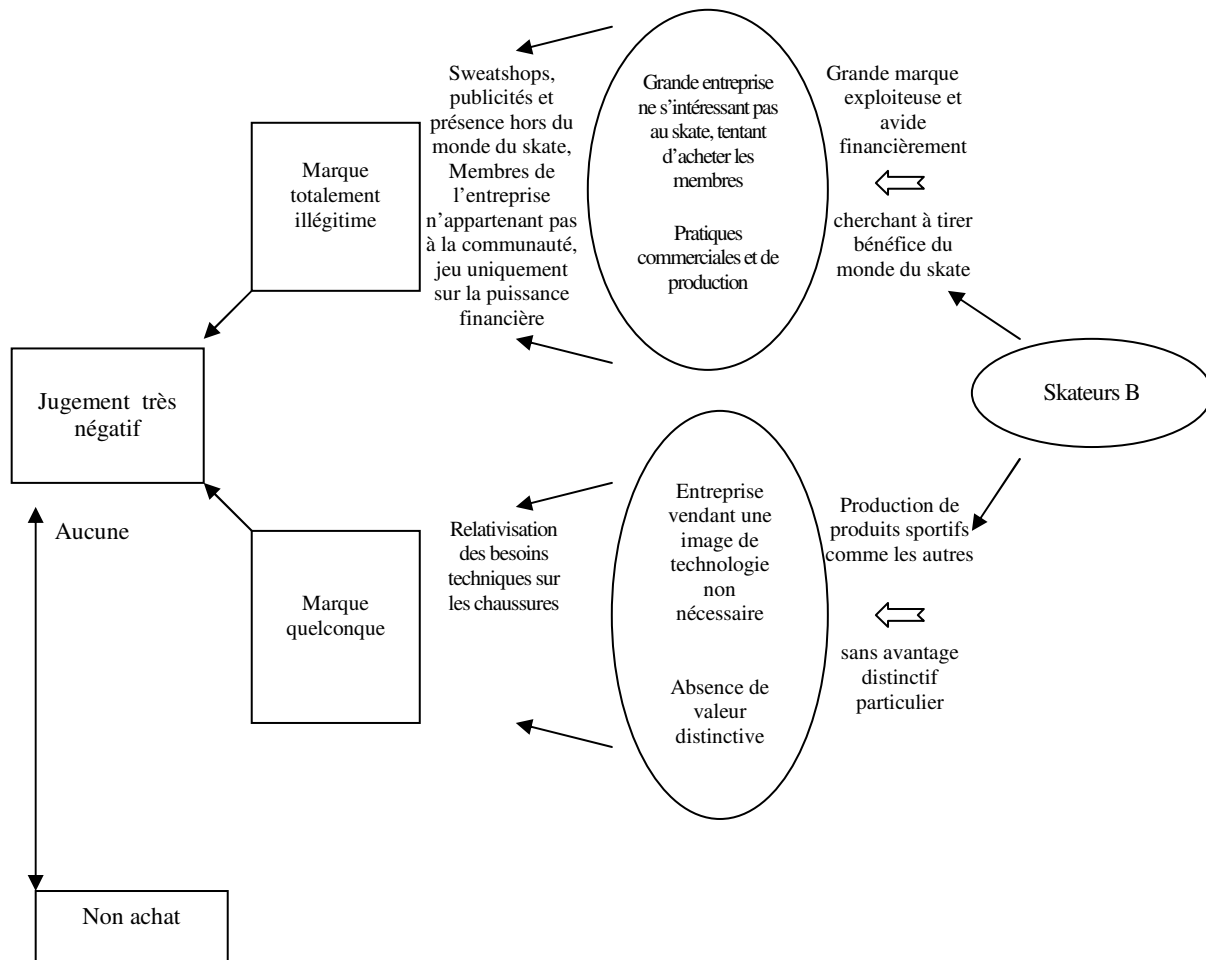 Sweatshops,
publicités et
présence hors du
monde du skate,
Membres de
l'entreprise
n'appartenant pas
à la communauté,
jeu uniquement
sur la puissance
financière
Grande entreprise
ne s'intéressant pas
au skate, tentant
d'acheter les
membres
Pratiques
commerciales et de
production
Grande marque
exploiteuse et
avide
financièrement
cherchant à tirer
bénéfice du
monde du skate
Marque
totalement
illégitime
Jugement très
négatif
Skateurs B
Aucune
Marque
quelconque
Relativisation
des besoins
techniques sur
les chaussures
Entreprise
vendant une
image de
technologie
non
nécessaire
Absence de
valeur
distinctive
Production de
produits sportifs
comme les autres
sans avantage
distinctif
particulier
Non achat